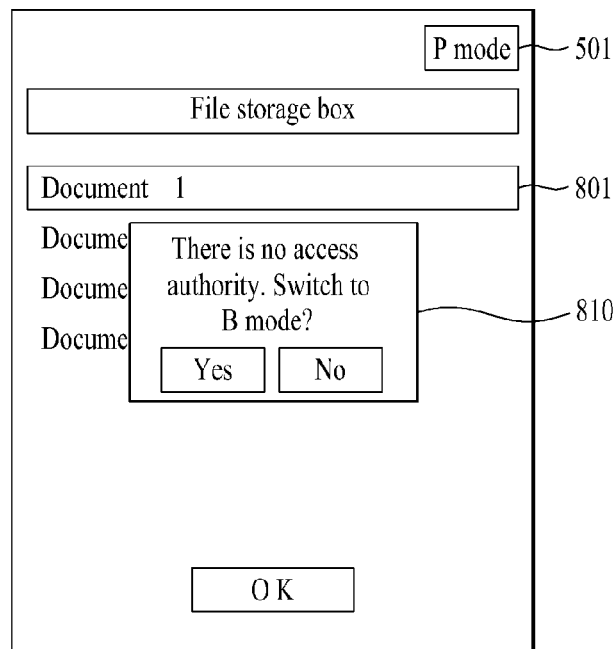 P mode 501
File storage box
Document 1 801
Docume
There is no access
authority. Switch to
B mode?
810
Docume
Docume
Yes No
O K